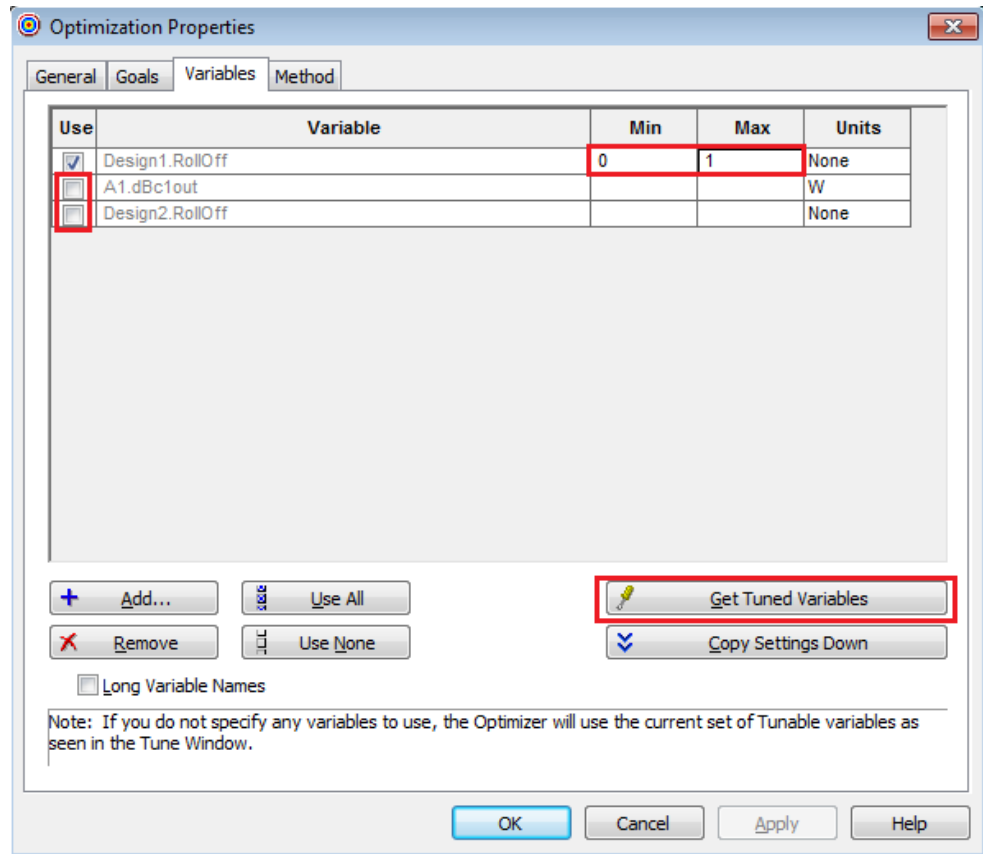 Optimization Properties
General Goals Variables Method
Use Variable Min Max Units
Design1.RollOff 0 1 None
A1.dBc1out W
Design2.RollOff None
Add... Use All Get Tuned Variables
Remove Use None Copy Settings Down
Long Variable Names
Note: If you do not specify any variables to use, the Optimizer will use the current set of Tunable variables as
seen in the Tune Window.
OK Cancel Apply Help